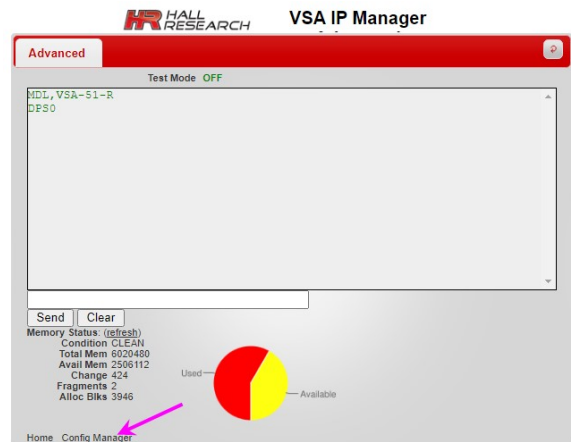 HR HALL RESEARCH VSA IP Manager
Advanced
Test Mode OFF
MDL,VSA-51-R
DPS0
Send Clear
Memory Status: (refresh)
Condition CLEAN
Total Mem 6020480
Avail Mem 2506112
Change 424
Fragments 2
Alloc Blks 3946
Used
Available
Home Config Manager